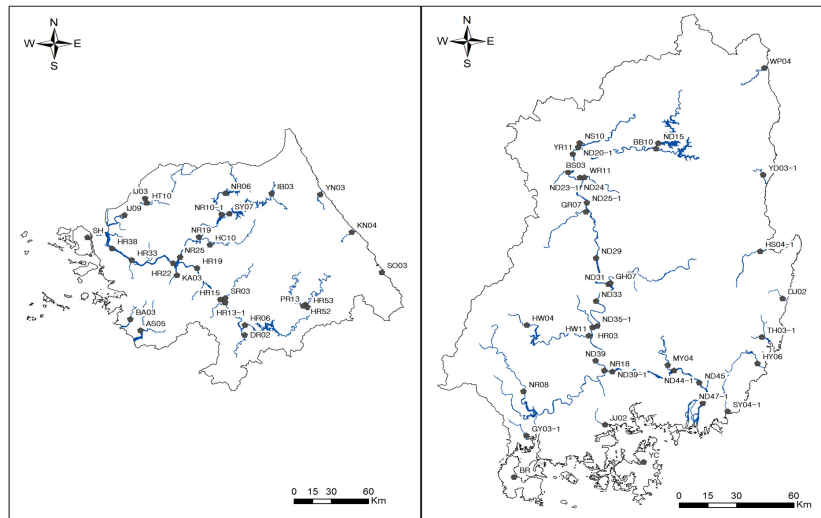 N
W E
S
IJ03
HT10
IJ09
NR06
IB03
YN03
NR10-1
SY07
KN04
SH
NR19
HR38
HC10
HR33
NR25
HR19
SO03
HR22
KA03
HR15
SR03
PR13
HR53
HR52
BA03
HR13-1
AS05
HR06
DR02
0 15 30 60
Km
N
W E
S
WP04
NS10
ND15
YR11
BB10
ND20-1
BS03
WR11
YD03-1
ND23-1
ND24
ND25-1
GR07
HS04-1
ND29
ND31
GH07
DJ02
ND33
HW04
ND35-1
HW11
HR03
TH03-1
ND39
MY04
HY06
NR18
ND39-1
ND44-1
ND45
NR08
ND47-1
SY04-1
JJ02
GY03-1
YC
BR
0 15 30 60
Km